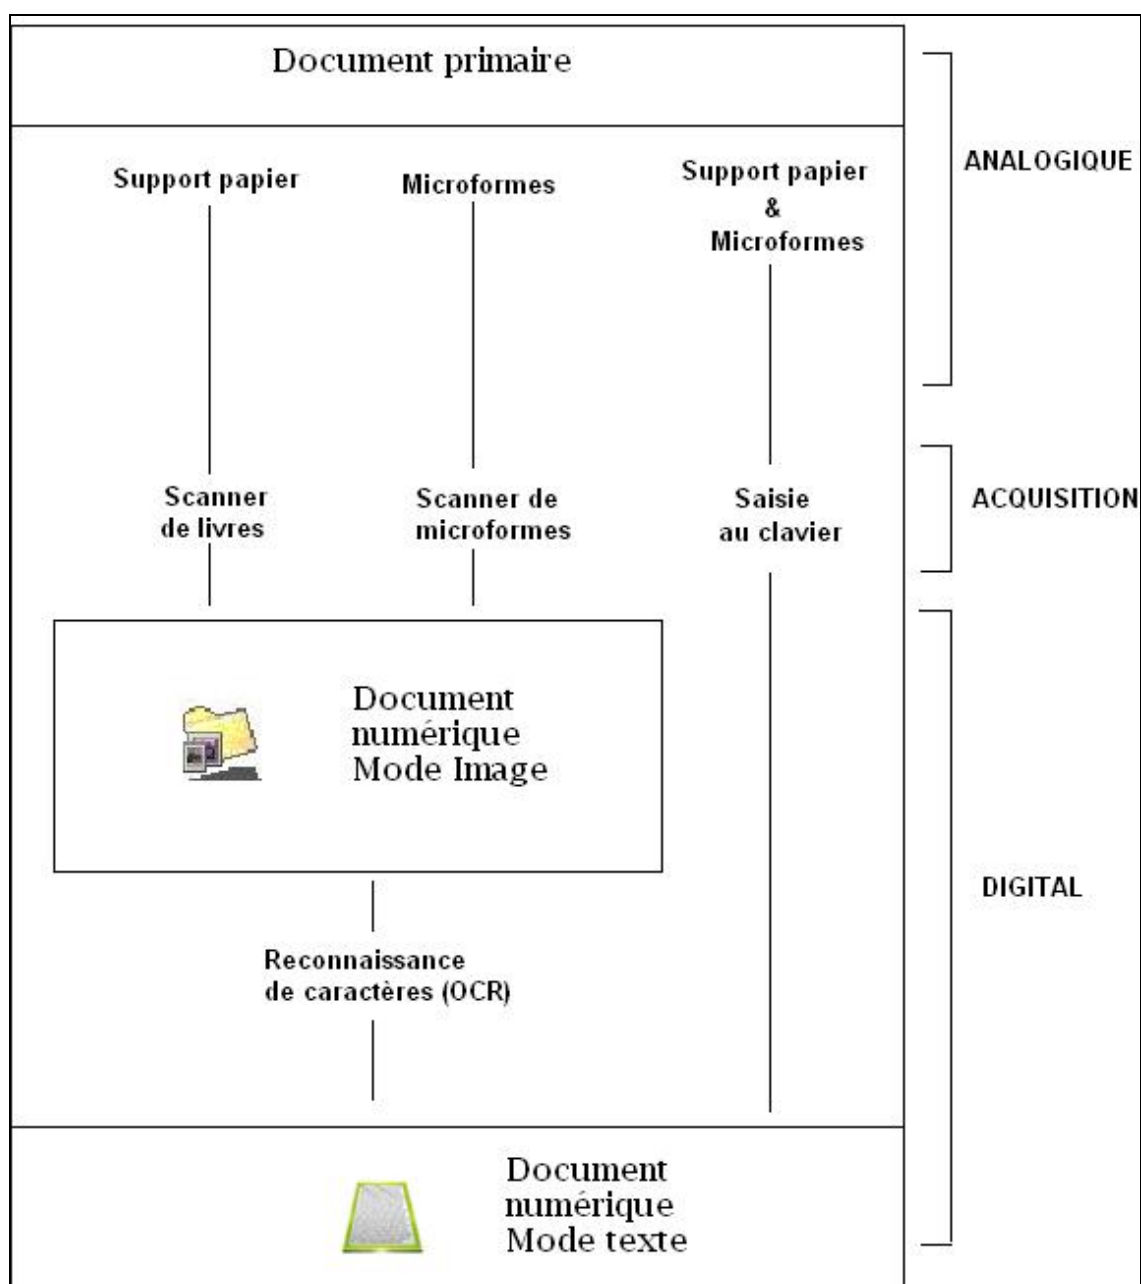 Document primaire
ANALOGIQUE
Support papier
Microformes
Support papier
&
Microformes
Scanner
de livres
Scanner de
microformes
Saisie
au clavier
ACQUISITION
Document
numérique
Mode Image
DIGITAL
Reconnaissance
de caractères (OCR)
Document
numérique
Mode texte